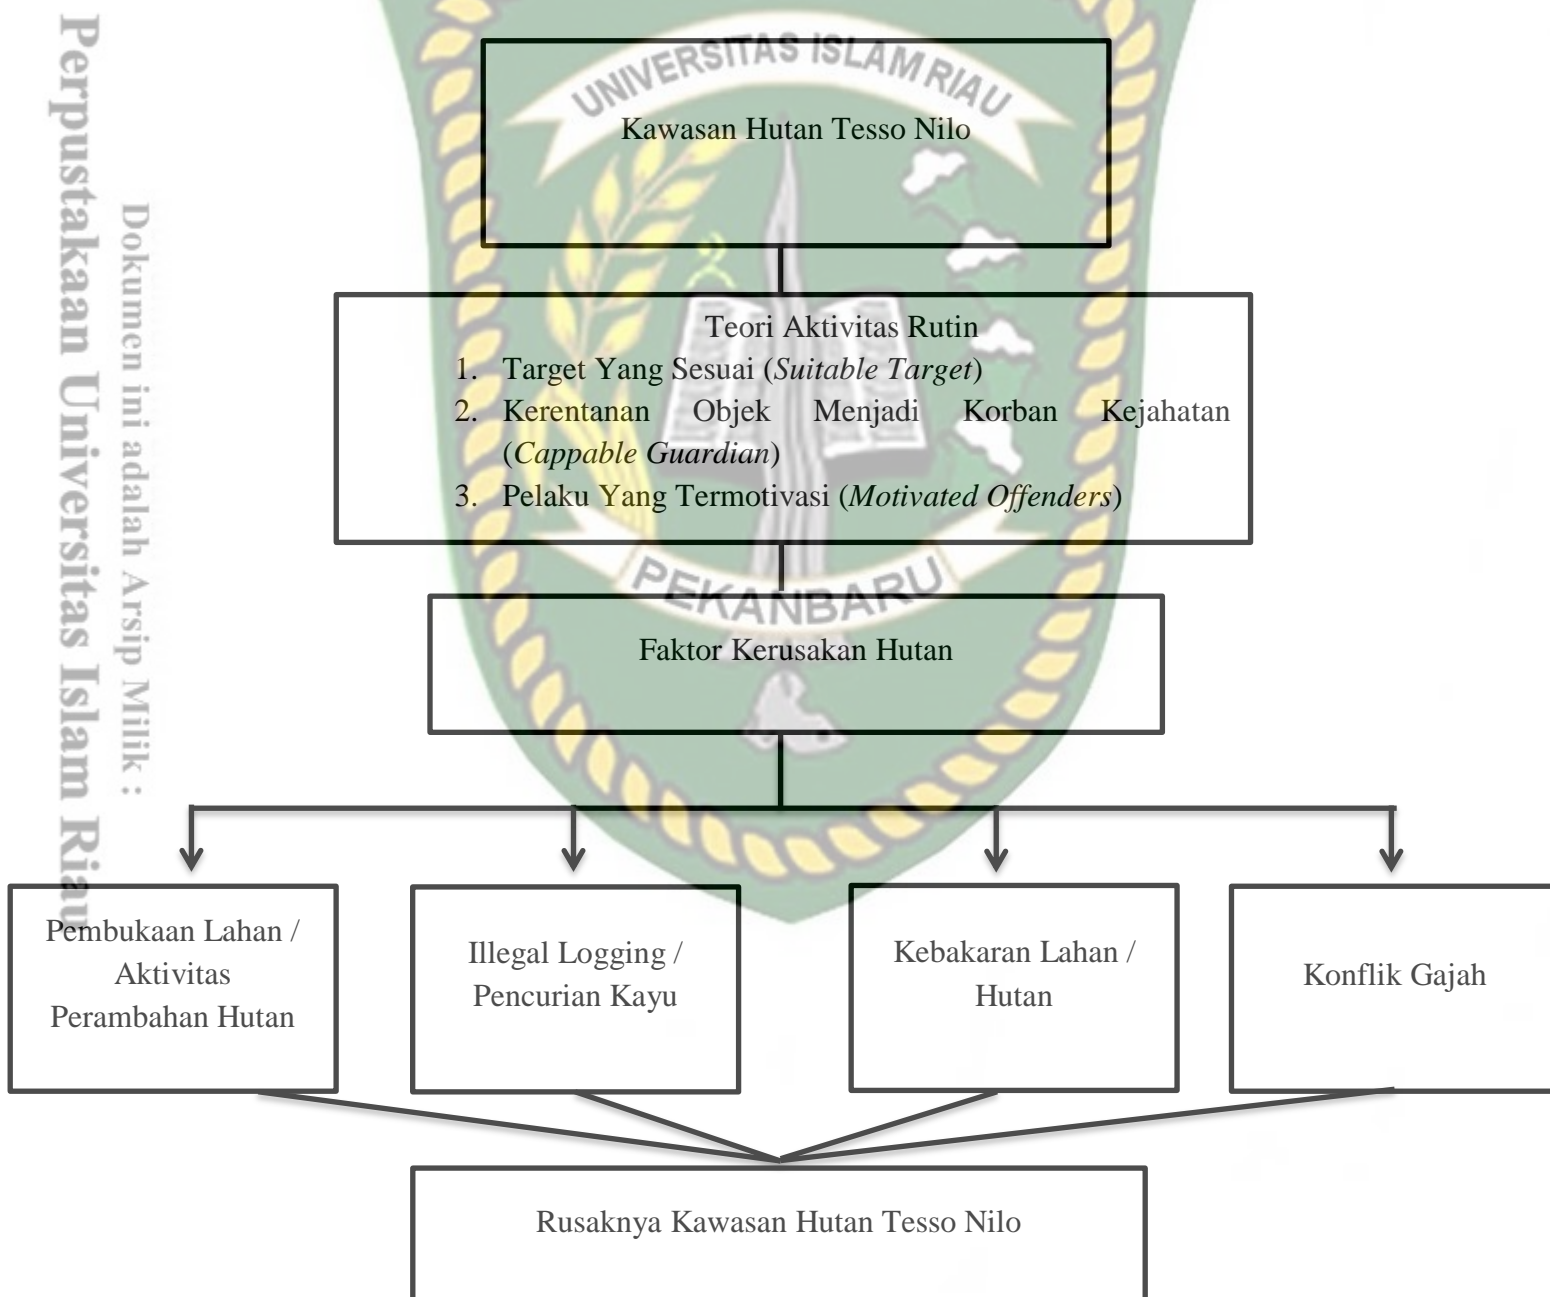 Perpustakaan Universitas Islam Riau
Dokumen ini adalah Arsip Milik :
UNIVERSITAS ISLAM RIAU
Kawasan Hutan Tesso Nilo
Teori Aktivitas Rutin
1. Target Yang Sesuai (Suitable Target)
2. Kerentanan Objek Menjadi Korban Kejahatan
(Cappable Guardian)
3. Pelaku Yang Termotivasi (Motivated Offenders)
PEKANBARU
Faktor Kerusakan Hutan
Pembukaan Lahan /
Aktivitas
Perambahan Hutan
Illegal Logging /
Pencurian Kayu
Kebakaran Lahan /
Hutan
Konflik Gajah
Rusaknya Kawasan Hutan Tesso Nilo